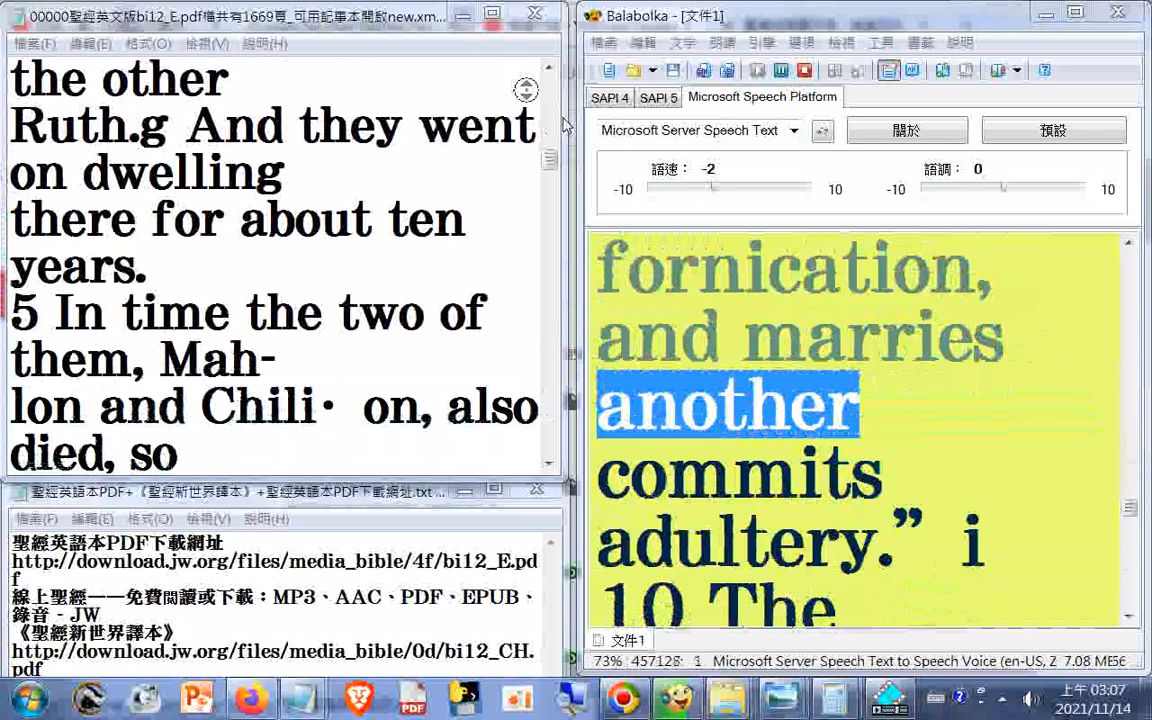 00000聖經英文版bi12_E.pdf檔共有1669頁_可用記事本開啟new.xm...
檔案(F) 編輯(E) 格式(O) 檢視(V) 說明(H)
the other
Ruth.g And they went
on dwelling
there for about ten
years.
5 In time the two of
them, Mah-
lon and Chili· on, also
died, so
聖經英語本PDF+《聖經新世界譯本》+聖經英語本PDF下載網址.txt ...
檔案(F) 編輯(E) 格式(O) 檢視(V) 說明(H)
聖經英語本PDF下載網址
http://download.jw.org/files/media_bible/4f/bi12_E.pd
f
線上聖經——免費閱讀或下載：MP3、AAC、PDF、EPUB、
錄音 - JW
《聖經新世界譯本》
http://download.jw.org/files/media_bible/0d/bi12_CH.
pdf
Balabolka - [文件1]
檔案 編輯 文字 朗讀 引擎 選項 檢視 工具 書籤 說明
SAPI 4 SAPI 5 Microsoft Speech Platform
Microsoft Server Speech Text 關於 預設
語速： -2 語調： 0
-10 10 -10 10
fornication,
and marries
another
commits
adultery.” i
10 The
文件1
73% 457128: 1 Microsoft Server Speech Text to Speech Voice (en-US, Z 7.08 ME56
上午 03:07
2021/11/14